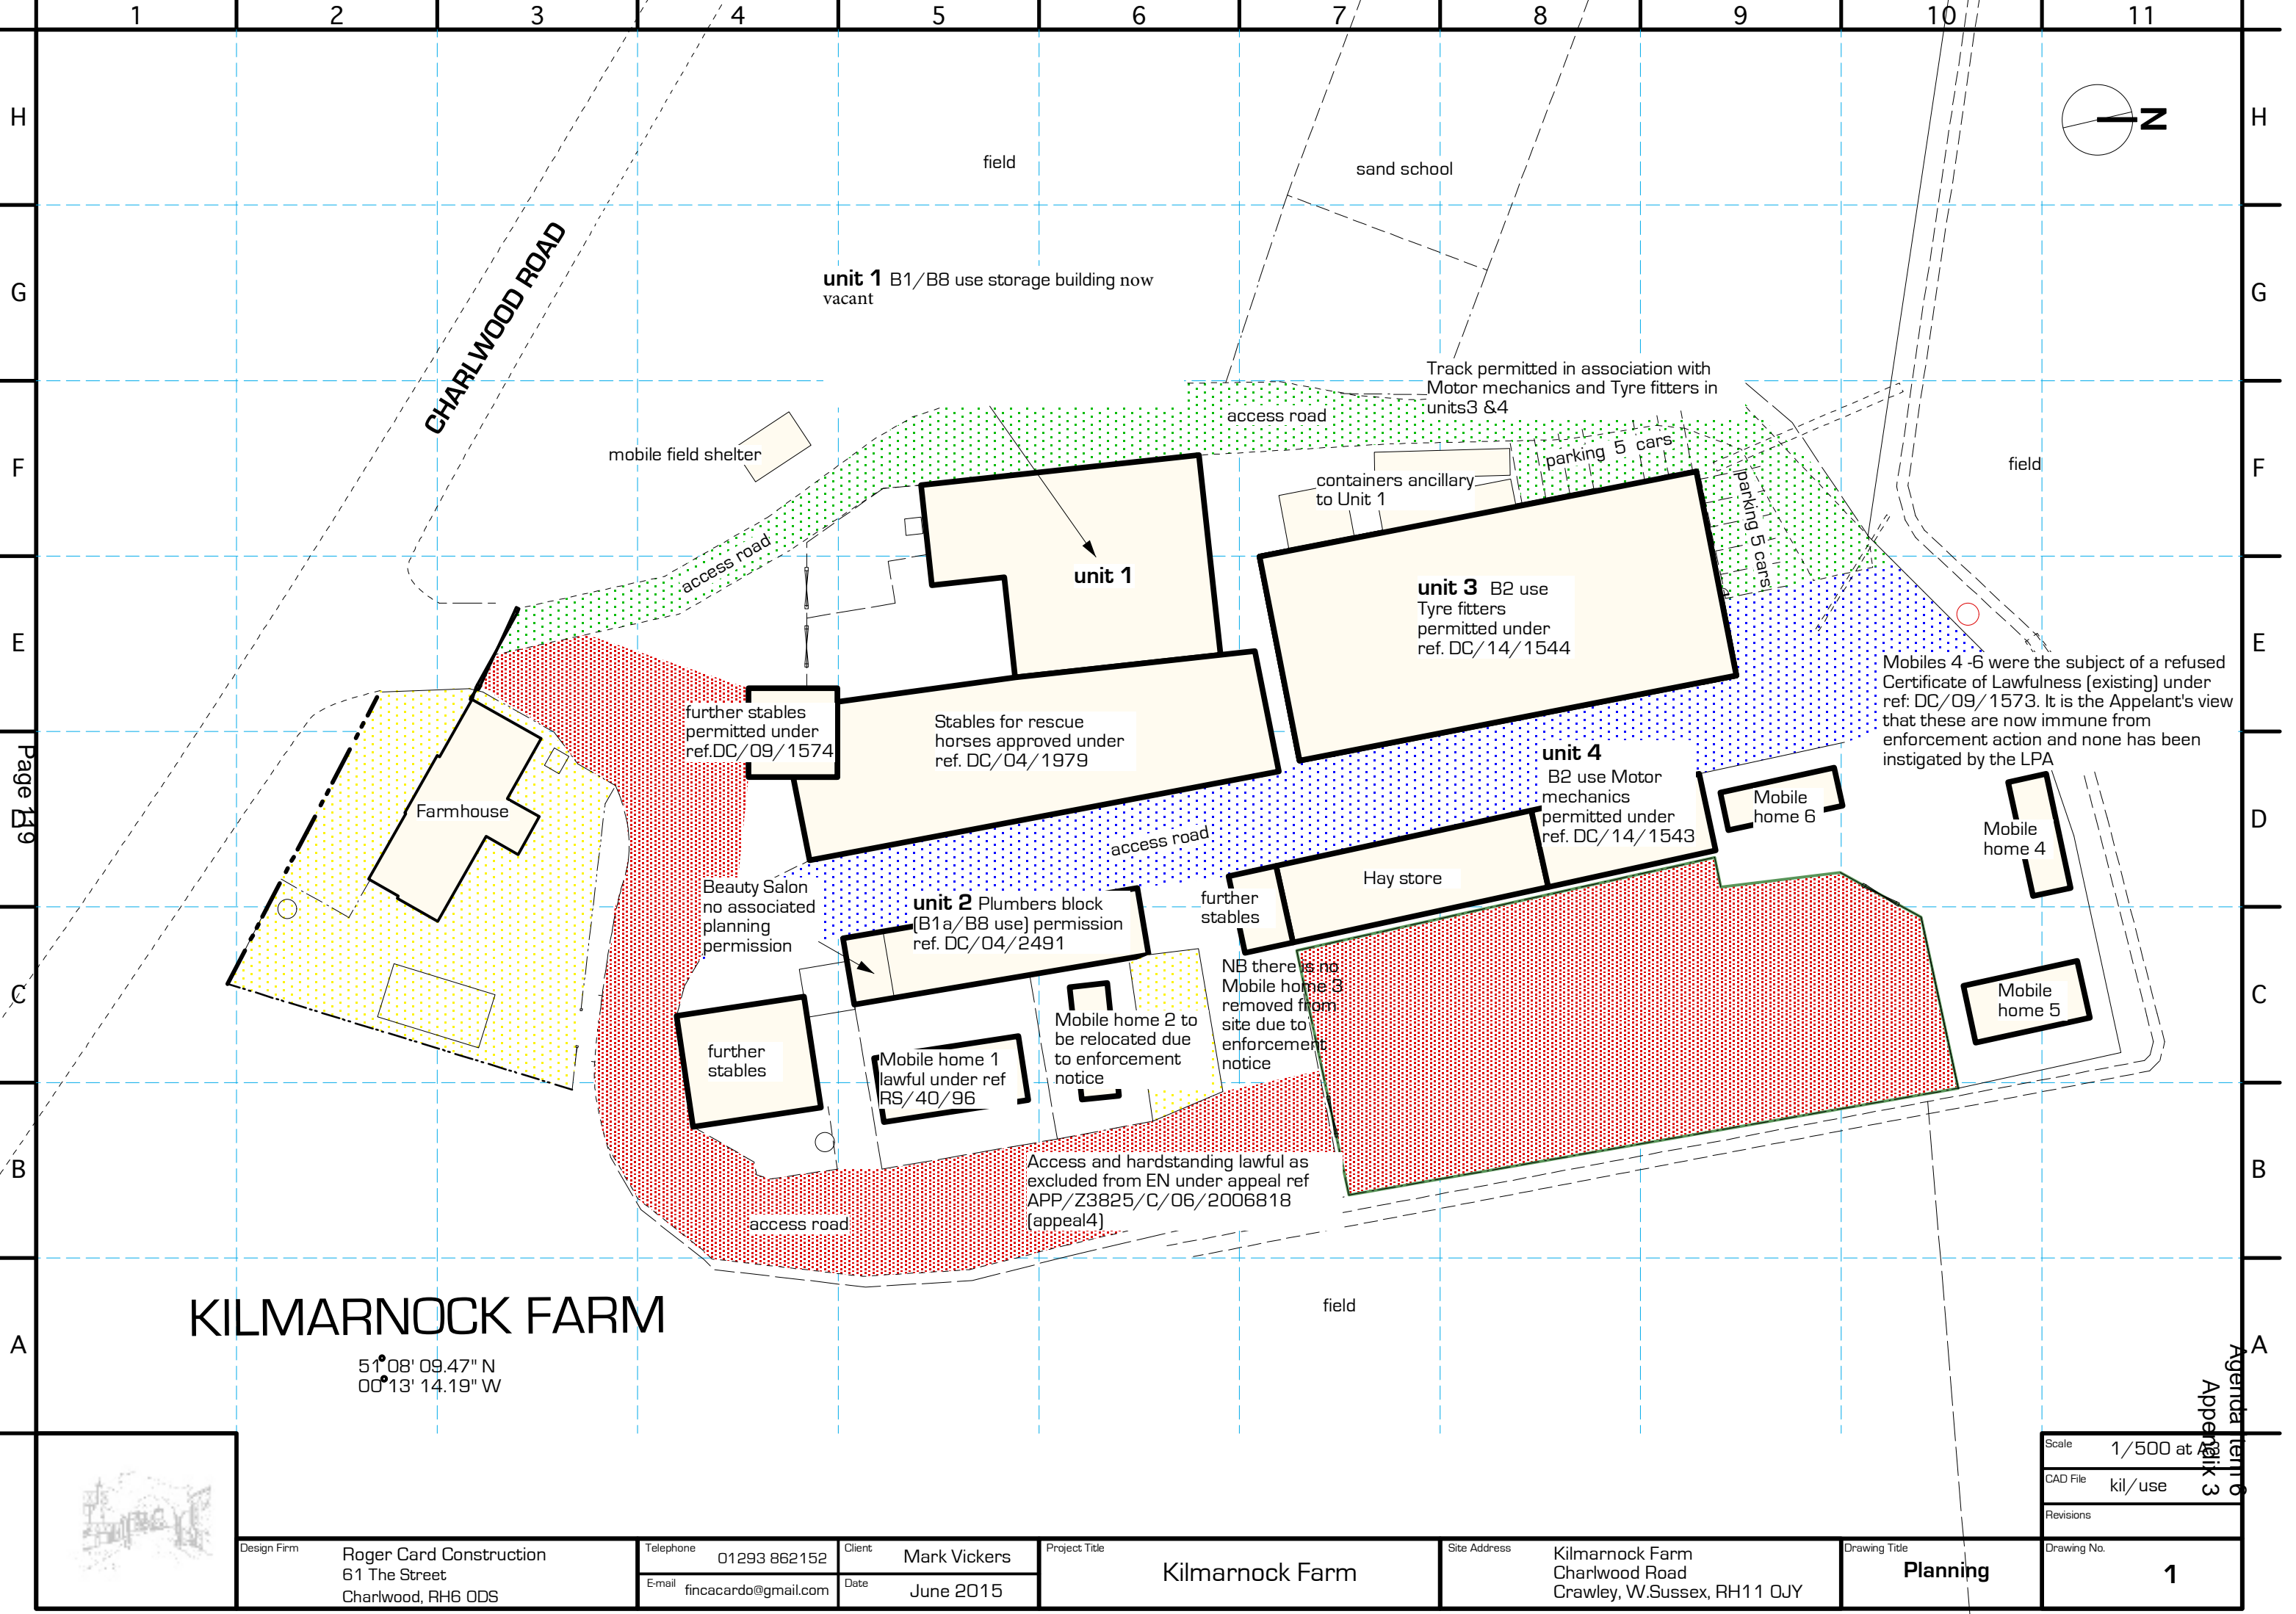 1 2 3 4 5 6 7 8 9 10 11
H H
N
field
sand school
CHARLWOOD ROAD
G G
unit 1 B1/B8 use storage building now
vacant
Track permitted in association with
Motor mechanics and Tyre fitters in
units3 &4
access road
mobile field shelter
F F
parking 5 cars
field
containers ancillary
to Unit 1
parking 5 cars
access road
unit 1
unit 3 B2 use
Tyre fitters
permitted under
ref. DC/14/1544
E E
Mobiles 4 -6 were the subject of a refused
Certificate of Lawfulness (existing) under
ref: DC/09/1573. It is the Appelant's view
that these are now immune from
enforcement action and none has been
instigated by the LPA
further stables
permitted under
ref.DC/09/1574
Stables for rescue
horses approved under
ref. DC/04/1979
unit 4
B2 use Motor
mechanics
permitted under
ref. DC/14/1543
Page 119
D D
Farmhouse
Mobile
home 6
Mobile
home 4
access road
Hay store
Beauty Salon
no associated
planning
permission
unit 2 Plumbers block
(B1a/B8 use) permission
ref. DC/04/2491
further
stables
C C
NB there is no
Mobile home 3
removed from
site due to
enforcement
notice
Mobile
home 5
Mobile home 2 to
be relocated due
to enforcement
notice
further
stables
Mobile home 1
lawful under ref
RS/40/96
B B
Access and hardstanding lawful as
excluded from EN under appeal ref
APP/Z3825/C/06/2006818
(appeal4)
access road
field
KILMARNOCK FARM
A A
51°08' 09.47" N
00°13' 14.19" W
Agenda Item 6
Appendix 3
Scale 1/500 at A3
CAD File kil/use
Revisions
Design Firm
Roger Card Construction
61 The Street
Charlwood, RH6 0DS
Telephone 01293 862152
E-mail fincacardo@gmail.com
Client Mark Vickers
Date June 2015
Project Title
Kilmarnock Farm
Site Address
Kilmarnock Farm
Charlwood Road
Crawley, W.Sussex, RH11 0JY
Drawing Title
Planning
Drawing No.
1